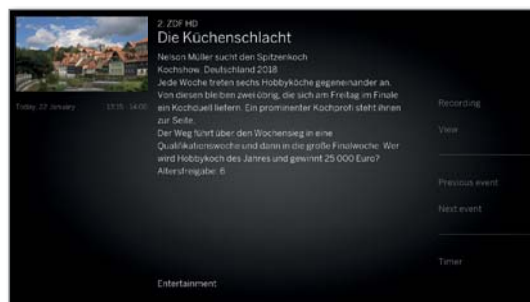 2. ZDF HD
Die Küchenschlacht
Nelson Müller sucht den Spitzenkoch
Kochshow. Deutschland 2018
Jede Woche treten sechs Hobbyköche gegeneinander an.
Von diesen bleiben zwei übrig, die sich am Freitag im Finale
ein Kochduell liefern. Ein prominenter Kochprofi steht ihnen
zur Seite.
Der Weg führt über den Wochensieg in eine
Qualifikationswoche und dann in die große Finalwoche: Wer
wird Hobbykoch des Jahres und gewinnt 25 000 Euro?
Altersfreigabe: 6
Today, 22 January 13:15 - 14:00
Recording
View
Previous event
Next event
Timer
Entertainment